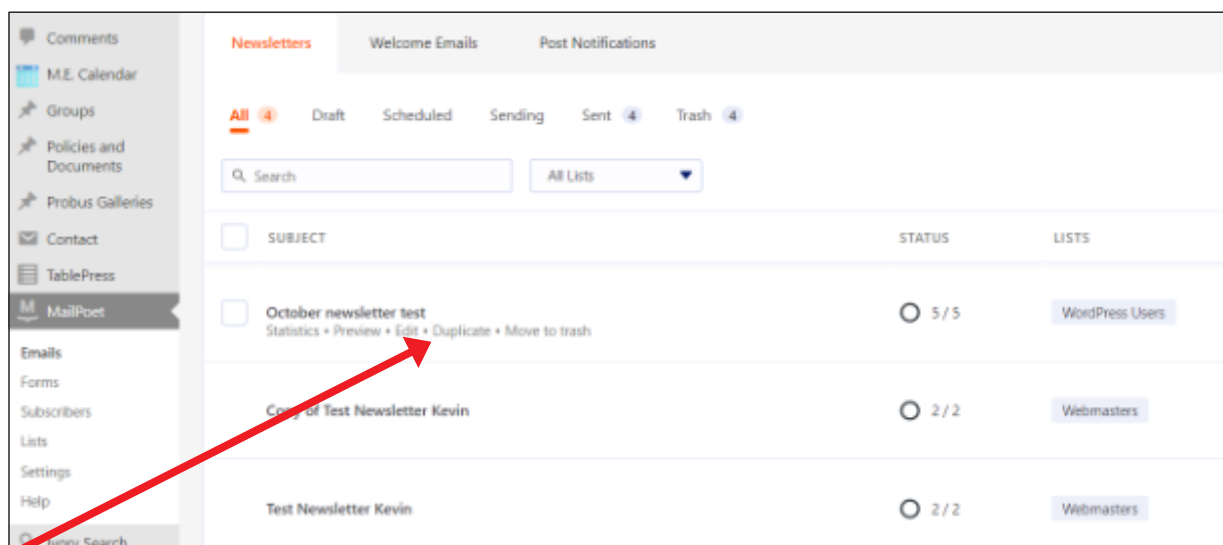 Comments
M.E. Calendar
Groups
Policies and
Documents
Probus Galleries
Contact
TablePress
MailPoet
Emails
Forms
Subscribers
Lists
Settings
Help
Ivory Search
Newsletters Welcome Emails Post Notifications
All 4 Draft Scheduled Sending Sent 4 Trash 4
Search All Lists
SUBJECT STATUS LISTS
October newsletter test 5 / 5 WordPress Users
Statistics • Preview • Edit • Duplicate • Move to trash
Copy of Test Newsletter Kevin 2 / 2 Webmasters
Test Newsletter Kevin 2 / 2 Webmasters